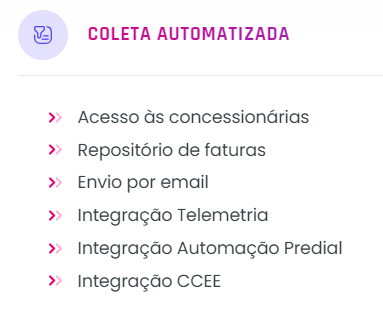 COLETA AUTOMATIZADA
Acesso às concessionárias
Repositório de faturas
Envio por email
Integração Telemetria
Integração Automação Predial
Integração CCEE